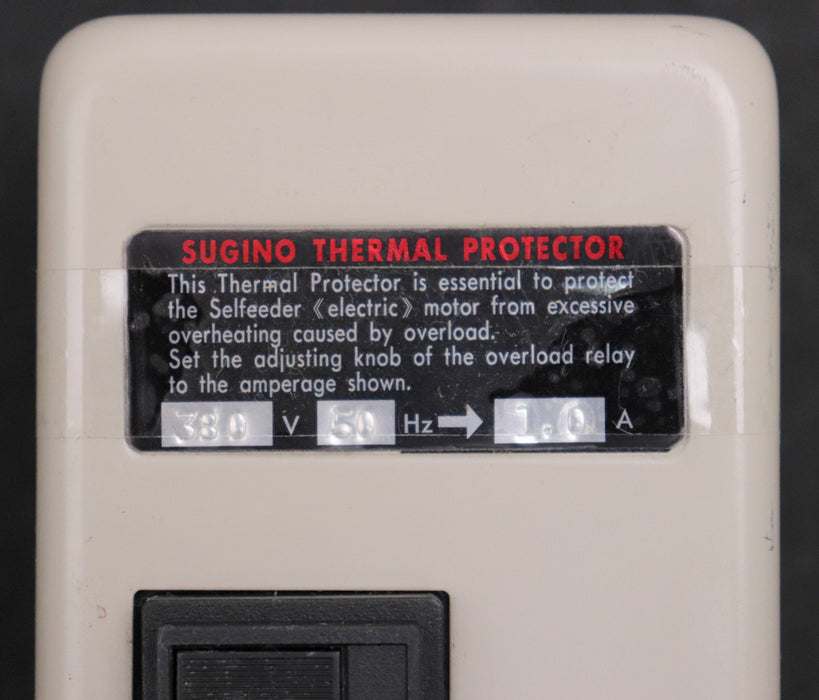 SUGINO THERMAL PROTECTOR
This Thermal Protector is essential to protect
the Selfeeder《electric》motor from excessive
overheating caused by overload.
Set the adjusting knob of the overload relay
to the amperage shown.
380 V 50 Hz → 1.0 A